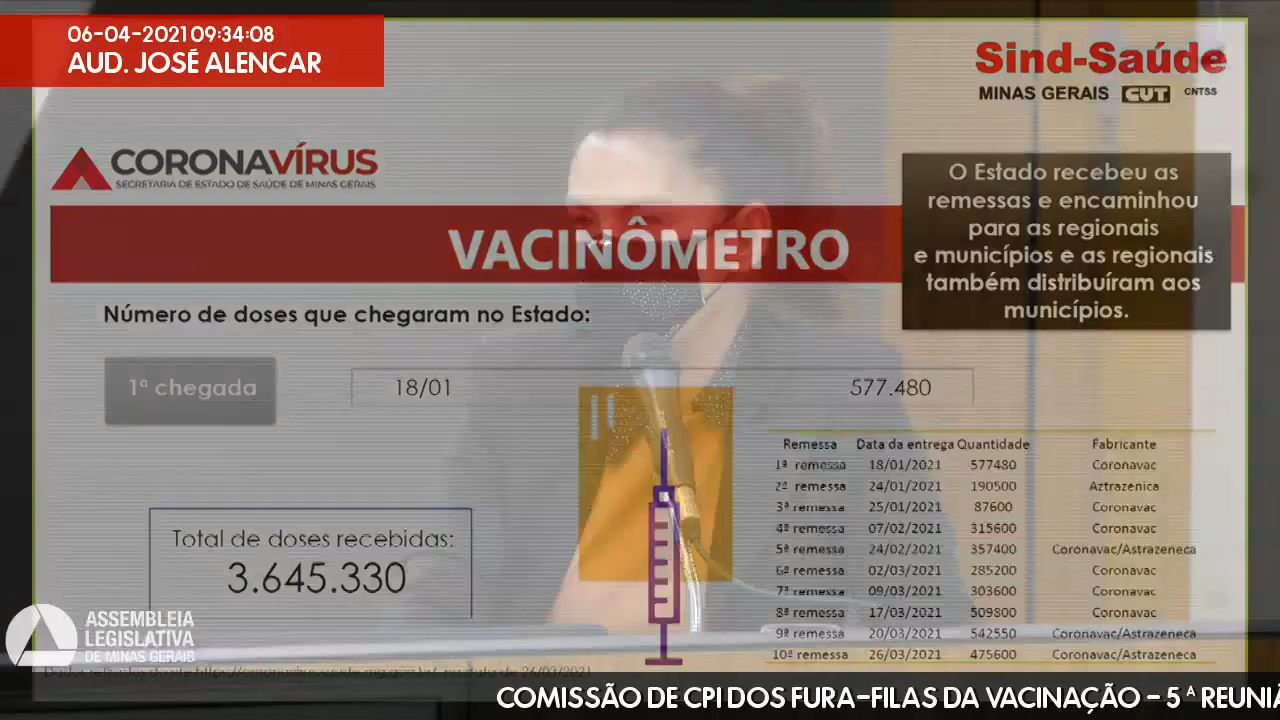 06-04-2021 09:34:08
AUD. JOSÉ ALENCAR
Sind-Saúde
MINAS GERAIS CUT CNTSS
CORONAVÍRUS
SECRETARIA DE ESTADO DE SAÚDE DE MINAS GERAIS
VACINÔMETRO
O Estado recebeu as
remessas e encaminhou
para as regionais
e municípios e as regionais
também distribuíram aos
municípios.
Número de doses que chegaram no Estado:
1ª chegada 18/01 577.480
Remessa Data da entrega Quantidade Fabricante
1ª remessa 18/01/2021 577480 Coronavac
2ª remessa 24/01/2021 190500 Aztrazenica
3ª remessa 25/01/2021 87600 Coronavac
4ª remessa 07/02/2021 315600 Coronavac
5ª remessa 24/02/2021 357400 Coronavac/Astrazeneca
6ª remessa 02/03/2021 285200 Coronavac
7ª remessa 09/03/2021 303600 Coronavac
8ª remessa 17/03/2021 509800 Coronavac
9ª remessa 20/03/2021 542550 Coronavac/Astrazeneca
10ª remessa 26/03/2021 475600 Coronavac/Astrazeneca
Total de doses recebidas:
3.645.330
ASSEMBLEIA
LEGISLATIVA
DE MINAS GERAIS
na data de 26/03/2021
COMISSÃO DE CPI DOS FURA-FILAS DA VACINAÇÃO - 5ª REUNIÃ